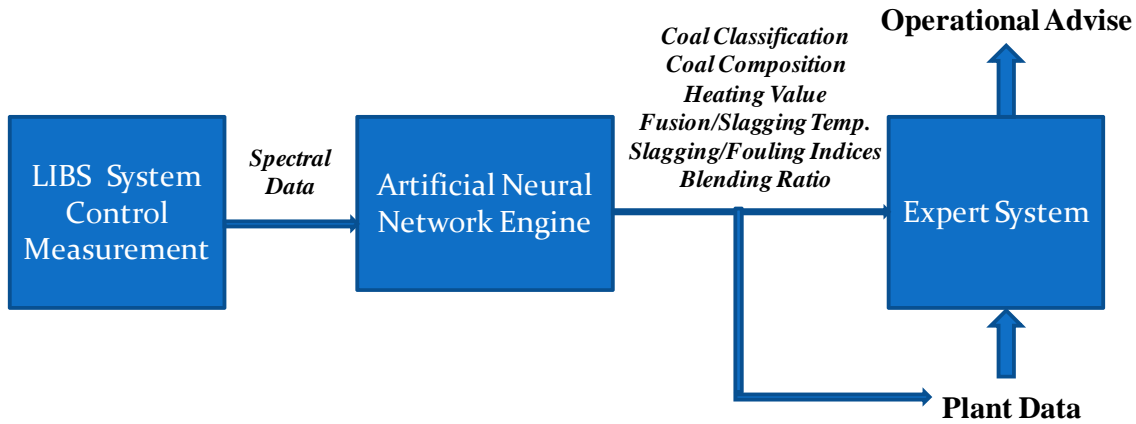 LIBS System
Control
Measurement
Spectral
Data
Artificial Neural
Network Engine
Coal Classification
Coal Composition
Heating Value
Fusion/Slagging Temp.
Slagging/Fouling Indices
Blending Ratio
Operational Advise
Expert System
Plant Data